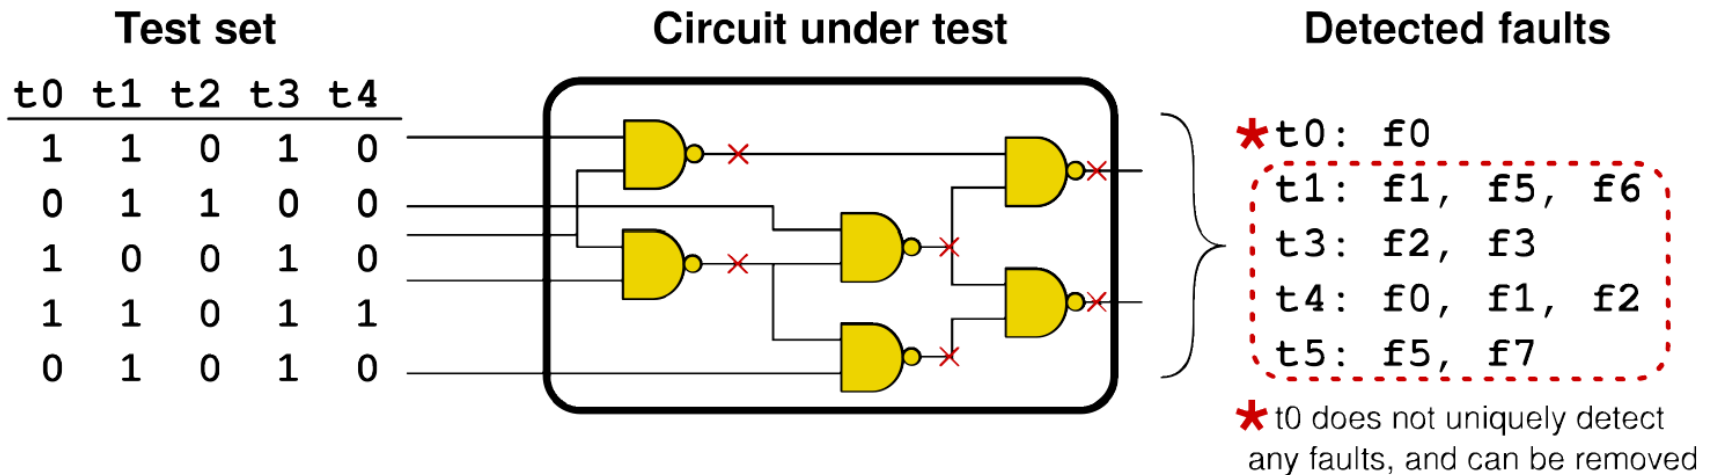 Test set
Circuit under test
Detected faults
t0 t1 t2 t3 t4
1 1 0 1 0
0 1 1 0 0
1 0 0 1 0
1 1 0 1 1
0 1 0 1 0
*t0: f0
t1: f1, f5, f6
t3: f2, f3
t4: f0, f1, f2
t5: f5, f7
*t0 does not uniquely detect
any faults, and can be removed